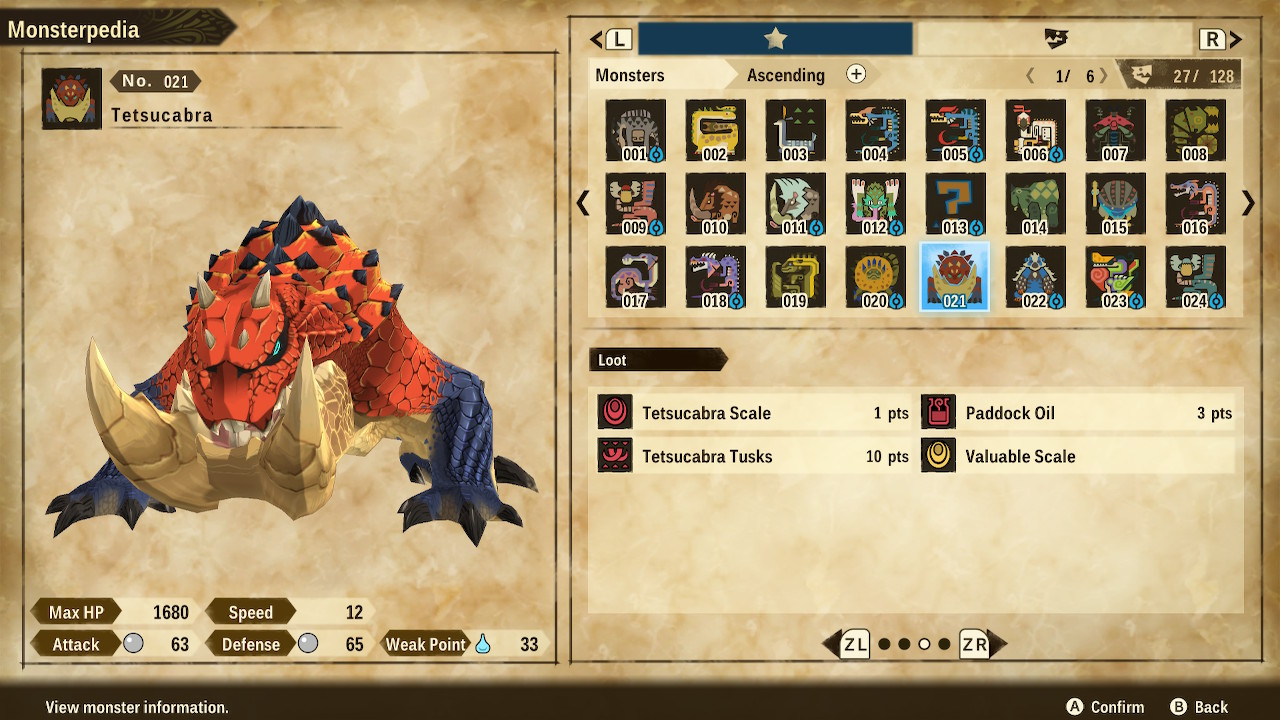 Monsterpedia
No. 021
Tetsucabra
Max HP 1680
Speed 12
Attack 63
Defense 65
Weak Point 33
L
R
Monsters
Ascending
1/ 6
27/ 128
001 002 003 004 005 006 007 008
009 010 011 012 013 014 015 016
017 018 019 020 021 022 023 024
Loot
Tetsucabra Scale 1 pts
Paddock Oil 3 pts
Tetsucabra Tusks 10 pts
Valuable Scale
ZL ZR
View monster information.
A Confirm B Back